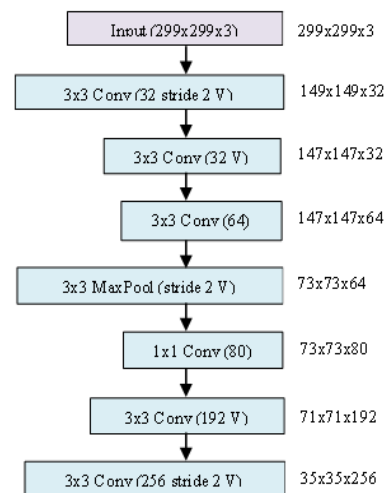 Input (299x299x3) 299x299x3
3x3 Conv (32 stride 2 V) 149x149x32
3x3 Conv (32 V) 147x147x32
3x3 Conv (64) 147x147x64
3x3 MaxPool (stride 2 V) 73x73x64
1x1 Conv (80) 73x73x80
3x3 Conv (192 V) 71x71x192
3x3 Conv (256 stride 2 V) 35x35x256